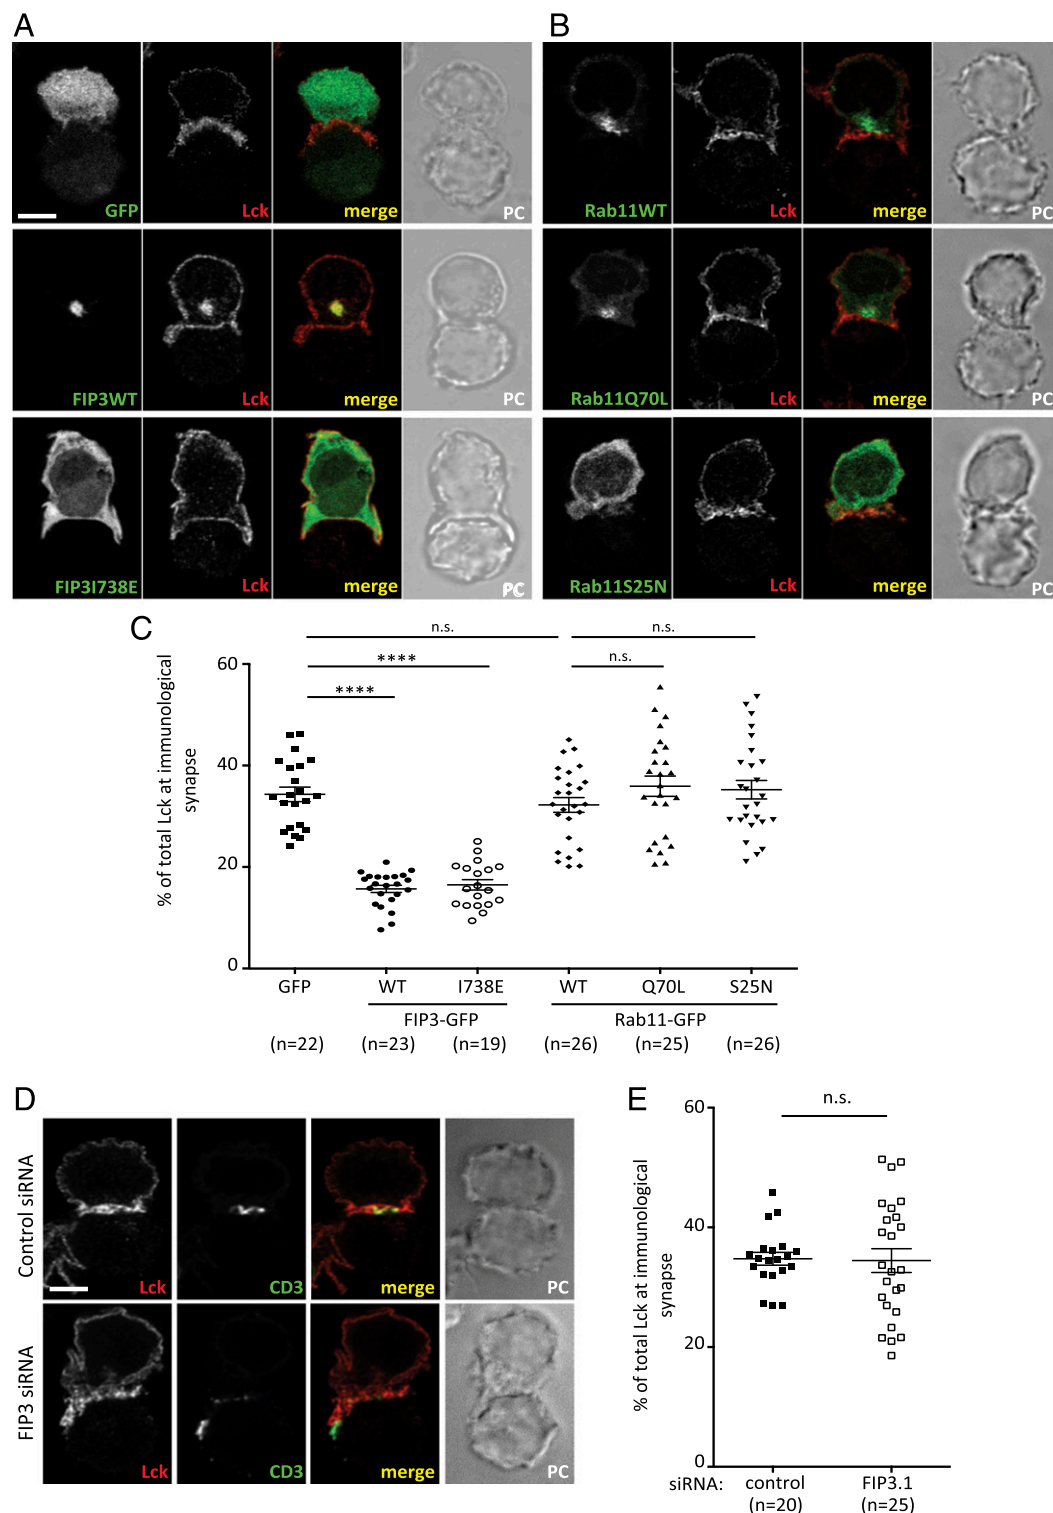 A
B
GFP Lck merge PC
Rab11WT Lck merge PC
FIP3WT Lck merge PC
Rab11Q70L Lck merge PC
FIP3I738E Lck merge PC
Rab11S25N Lck merge PC
C
n.s. n.s.
**** n.s.
****
% of total Lck at immunological
synapse
60
40
20
0
GFP WT I738E WT Q70L S25N
FIP3-GFP Rab11-GFP
(n=22) (n=23) (n=19) (n=26) (n=25) (n=26)
D
Control siRNA
Lck CD3 merge PC
FIP3 siRNA
Lck CD3 merge PC
E
n.s.
% of total Lck at immunological
synapse
60
40
20
0
siRNA: control FIP3.1
(n=20) (n=25)